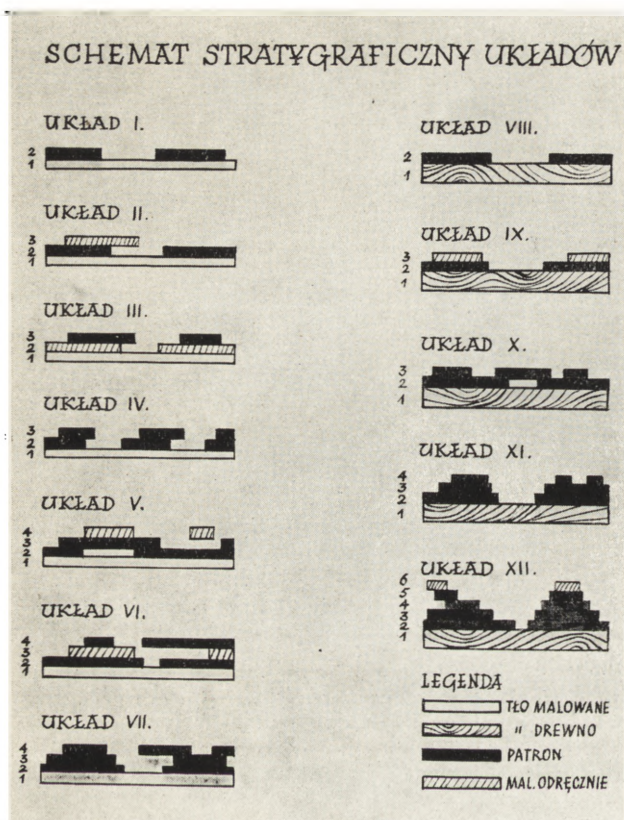 SCHEMAT STRATYGRAFICZNY UKŁADÓW
UKŁAD I.
2
1
UKŁAD II.
3
2
1
UKŁAD III.
3
2
1
UKŁAD IV.
3
2
1
UKŁAD V.
4
3
2
1
UKŁAD VI.
4
3
2
1
UKŁAD VII.
4
3
2
1
UKŁAD VIII.
2
1
UKŁAD IX.
3
2
1
UKŁAD X.
3
2
1
UKŁAD XI.
4
3
2
1
UKŁAD XII.
6
5
4
3
2
1
LEGENDA
TŁO MALOWANE
" DREWNO
PATRON
MAL. ODRĘCZNIE